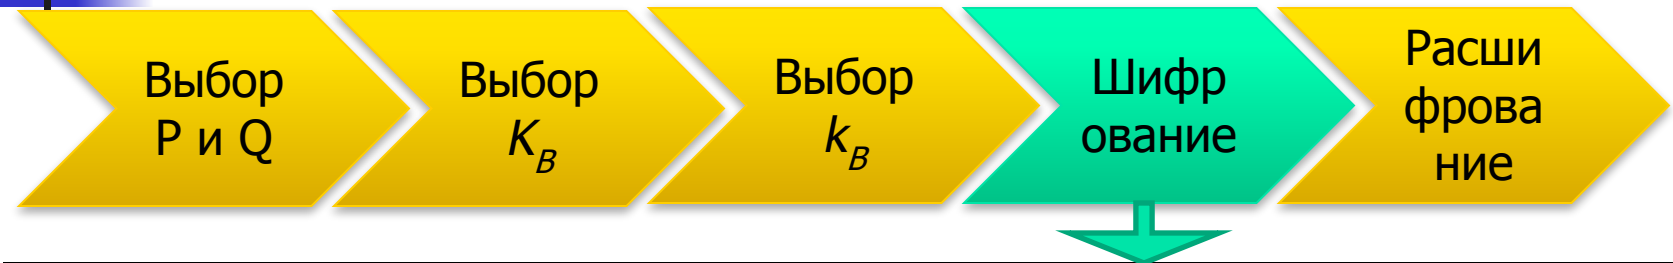 Выбор
P и Q
Выбор
K_B
Выбор
k_B
Шифр
ование
Расши
фрова
ние